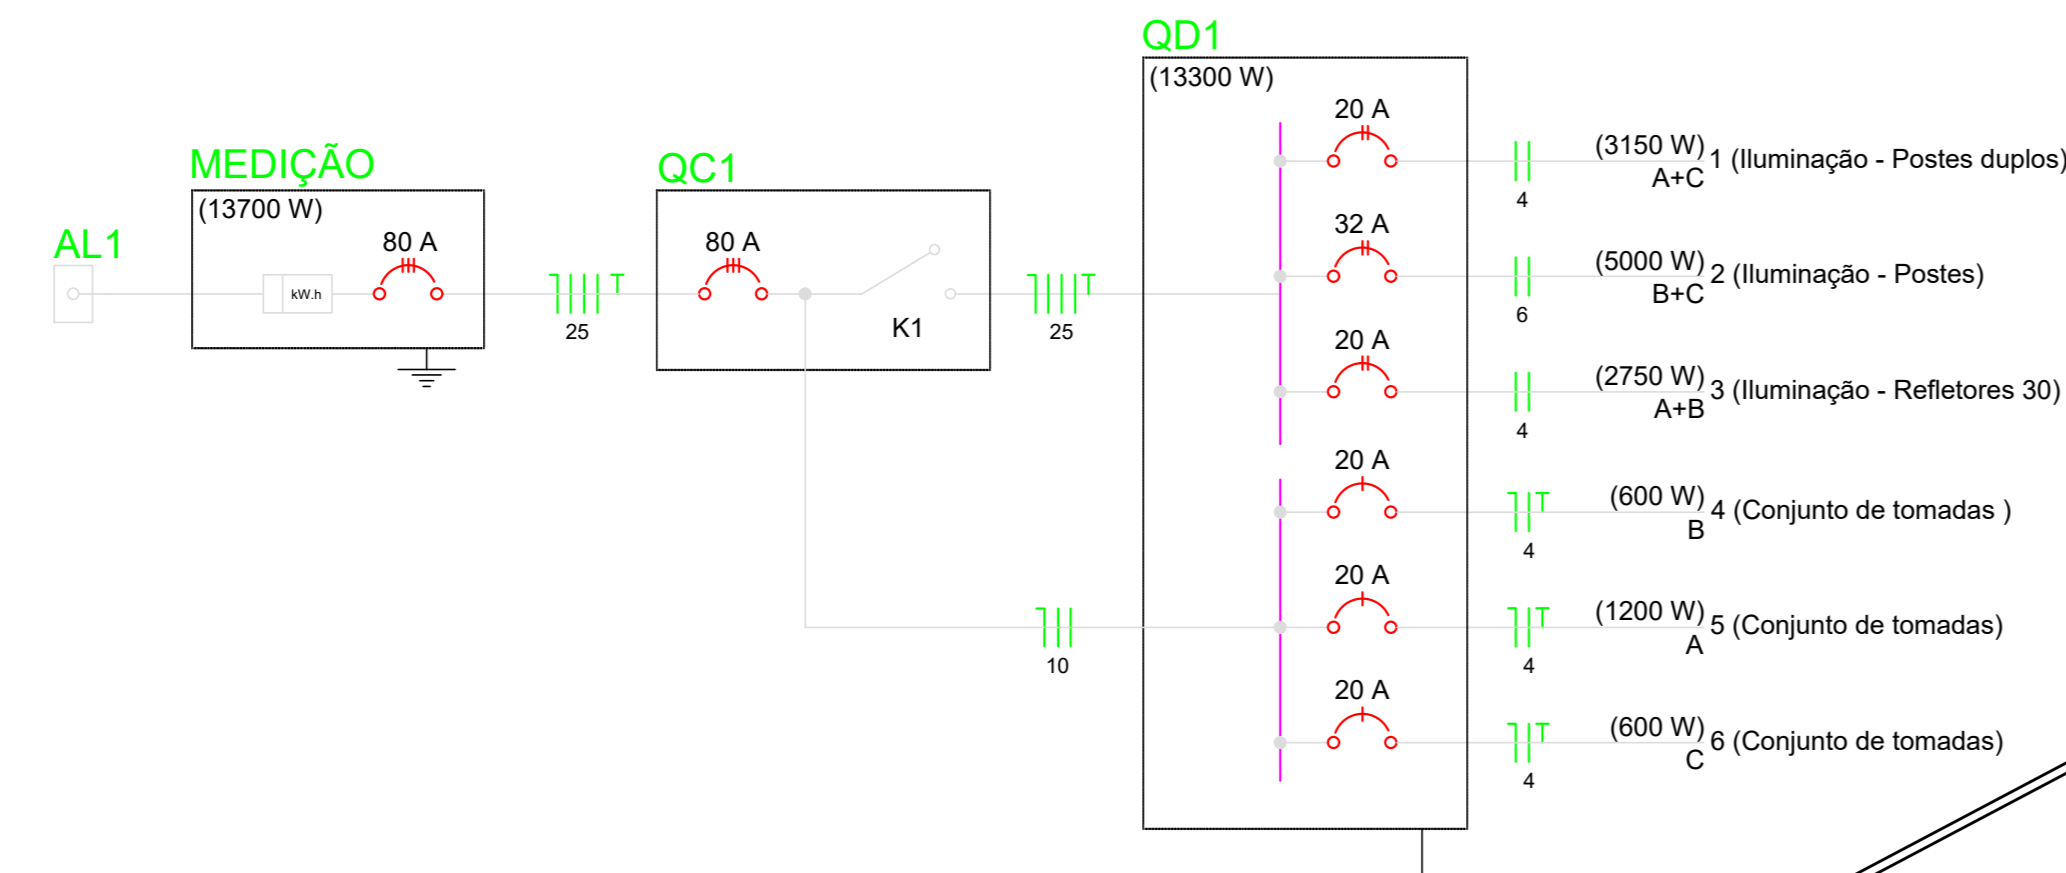 QD1
(13300 W)
MEDIÇÃO
(13700 W)
80 A
kW.h
AL1
25
QC1
80 A
K1
25
10
20 A
4
(3150 W)
A+C
1 (Iluminação - Postes duplos)
32 A
6
(5000 W)
B+C
2 (Iluminação - Postes)
20 A
4
(2750 W)
A+B
3 (Iluminação - Refletores 30)
20 A
4
(600 W)
B
4 (Conjunto de tomadas )
20 A
4
(1200 W)
A
5 (Conjunto de tomadas)
20 A
4
(600 W)
C
6 (Conjunto de tomadas)